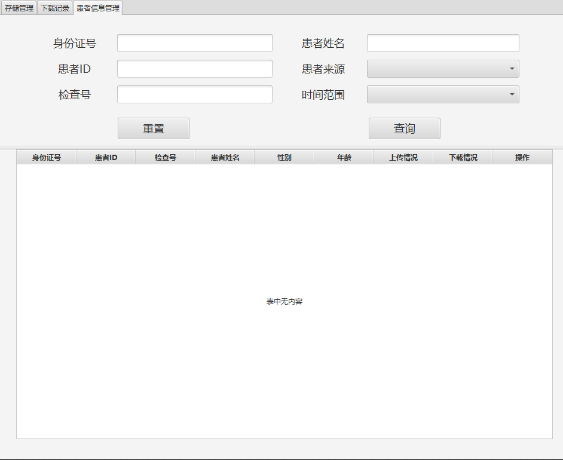 存储管理 下载记录 患者信息管理
身份证号 患者姓名
患者ID 患者来源
检查号 时间范围
重置 查询
身份证号 患者ID 检查号 患者姓名 性别 年龄 上传情况 下载情况 操作
表中无内容